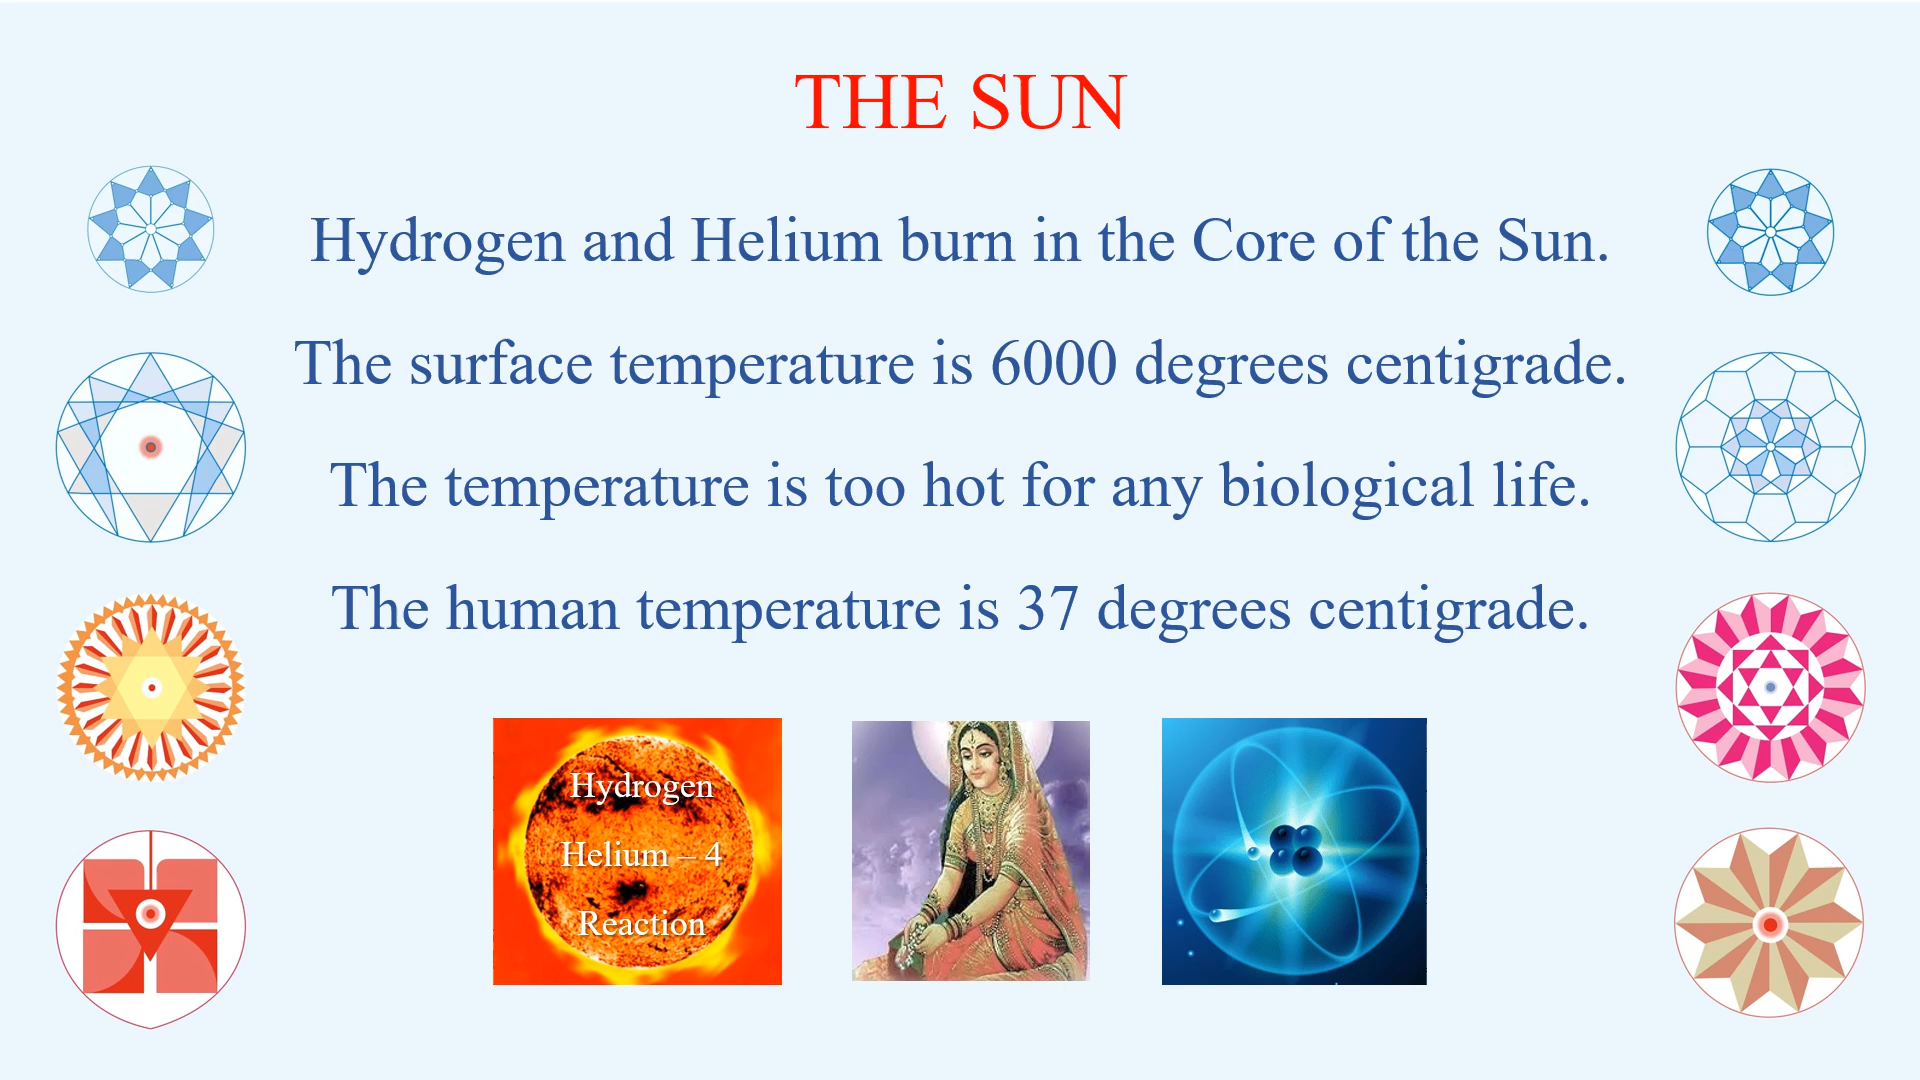 THE SUN
Hydrogen and Helium burn in the Core of the Sun.
The surface temperature is 6000 degrees centigrade.
The temperature is too hot for any biological life.
The human temperature is 37 degrees centigrade.
Hydrogen
Helium – 4
Reaction